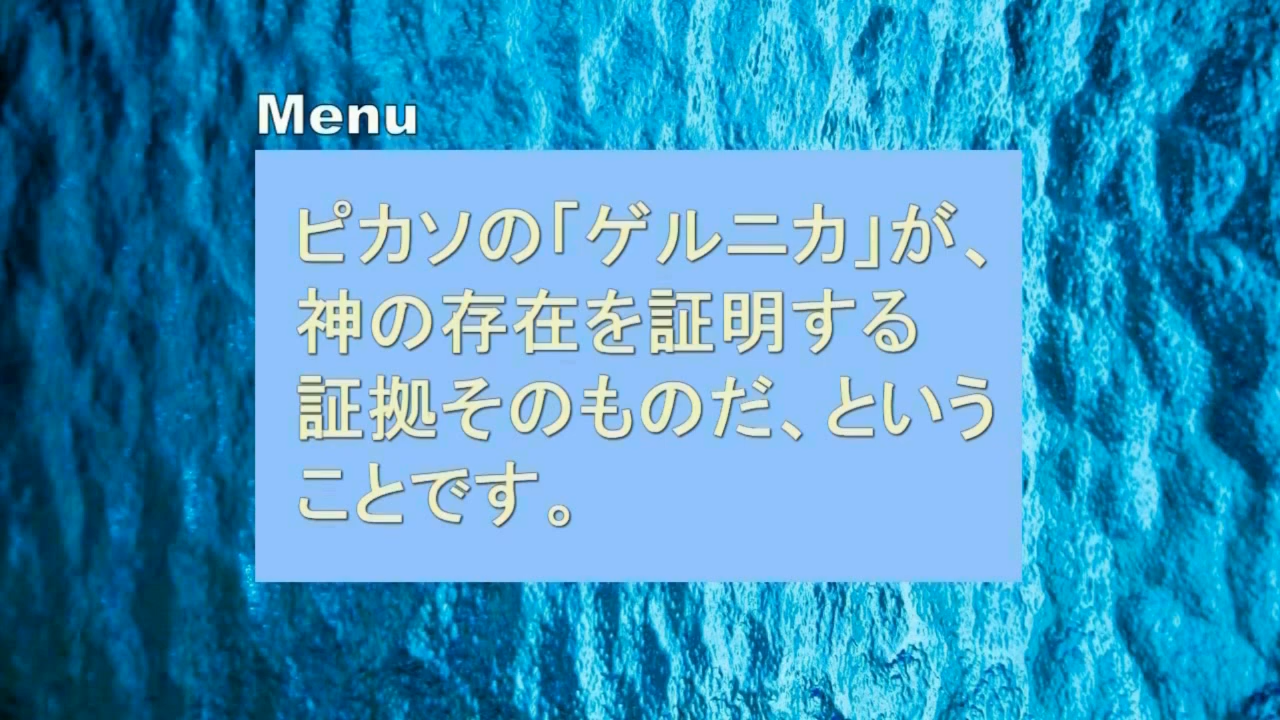 Menu
ピカソの「ゲルニカ」が、
神の存在を証明する
証拠そのものだ、という
ことです。